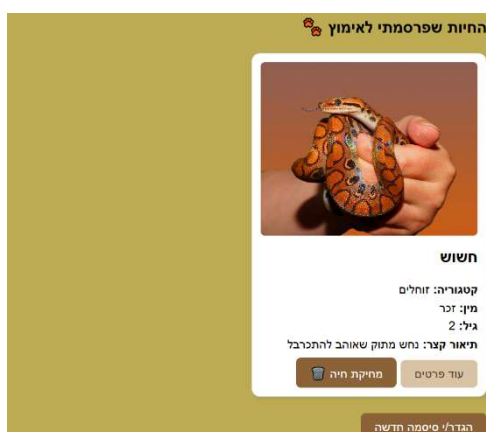 החיות שפרסמתי לאימוץ
חשוש
קטגוריה: זוחלים
מין: זכר
גיל: 2
תיאור קצר: נחש מתוק שאוהב להתכרבל
עוד פרטים
מחיקת חיה
הגדר/י סיסמה חדשה